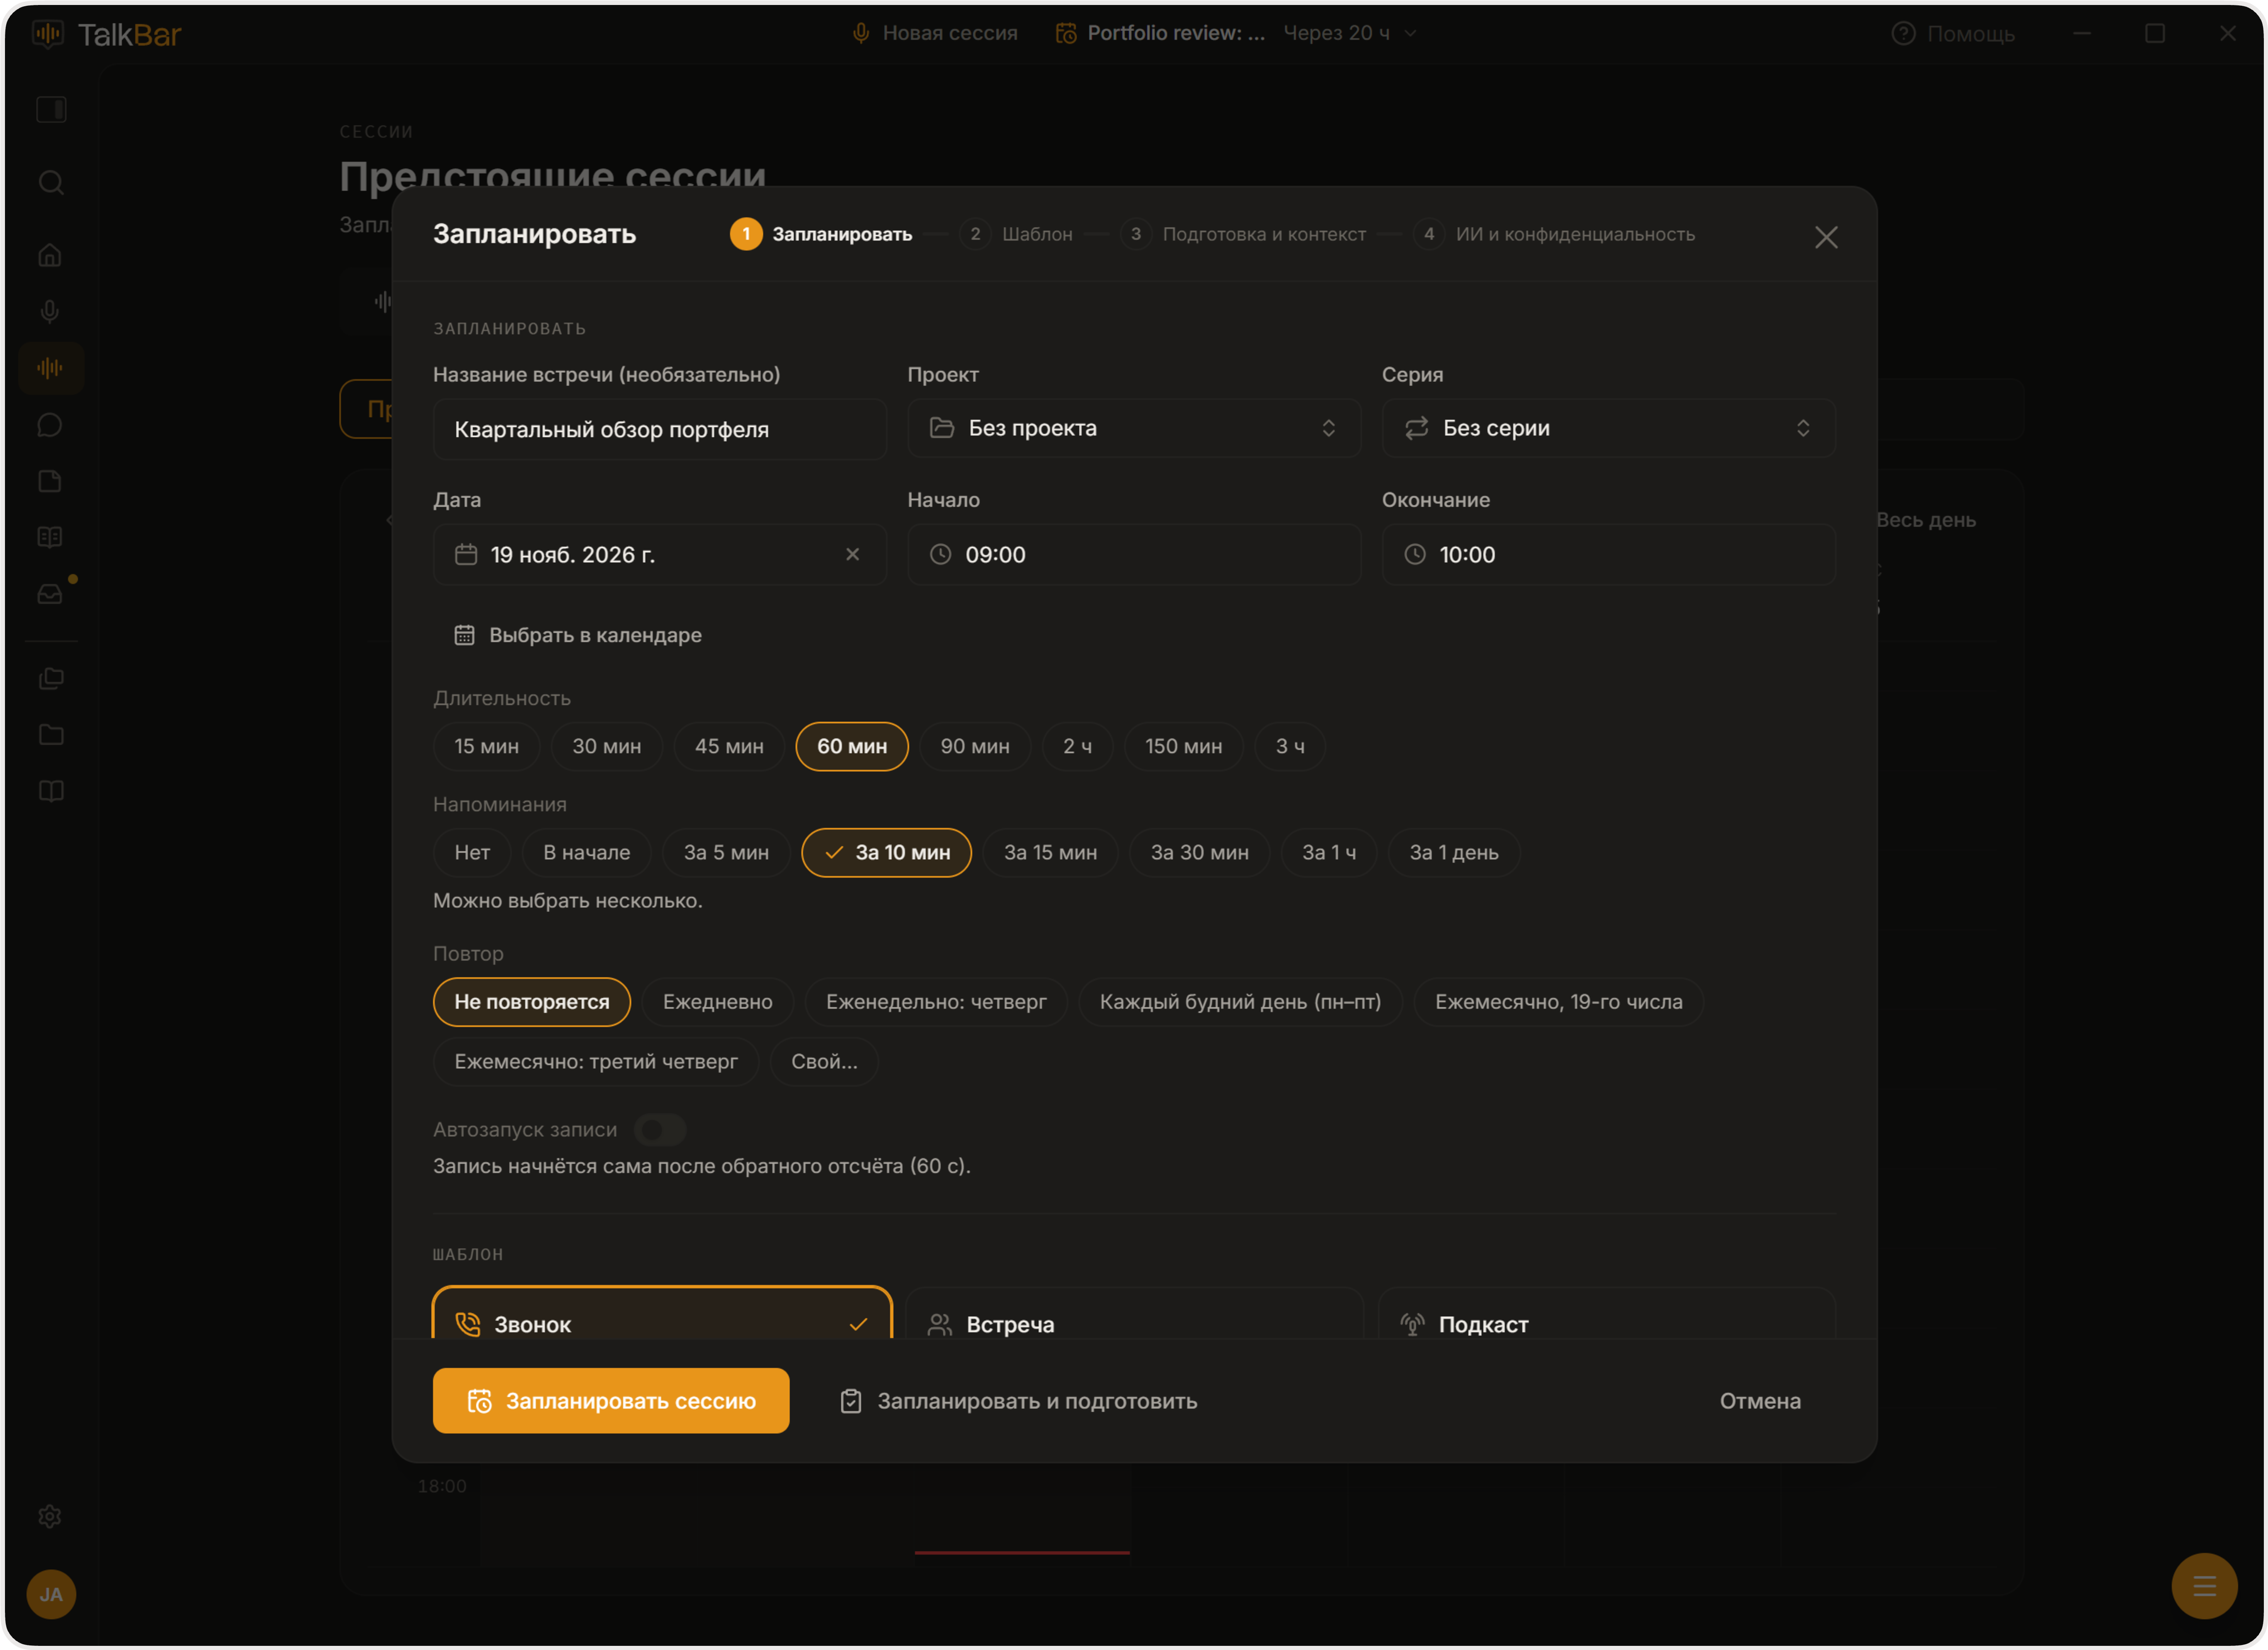 TalkBar
Новая сессия
Portfolio review: ... Через 20 ч
Помощь
СЕССИИ
Предстоящие сессии
Запл
Запланировать
1 Запланировать
2 Шаблон
3 Подготовка и контекст
4 ИИ и конфиденциальность
ЗАПЛАНИРОВАТЬ
Название встречи (необязательно) Проект Серия
Квартальный обзор портфеля Без проекта Без серии
Пр
Дата Начало Окончание
Весь день
19 нояб. 2026 г. 09:00 10:00
Выбрать в календаре
Длительность
15 мин 30 мин 45 мин 60 мин 90 мин 2 ч 150 мин 3 ч
Напоминания
Нет В начале За 5 мин За 10 мин За 15 мин За 30 мин За 1 ч За 1 день
Можно выбрать несколько.
Повтор
Не повторяется Ежедневно Еженедельно: четверг Каждый будний день (пн–пт) Ежемесячно, 19-го числа
Ежемесячно: третий четверг Свой...
Автозапуск записи
Запись начнётся сама после обратного отсчёта (60 с).
ШАБЛОН
Звонок Встреча Подкаст
Запланировать сессию Запланировать и подготовить Отмена
18:00
JA